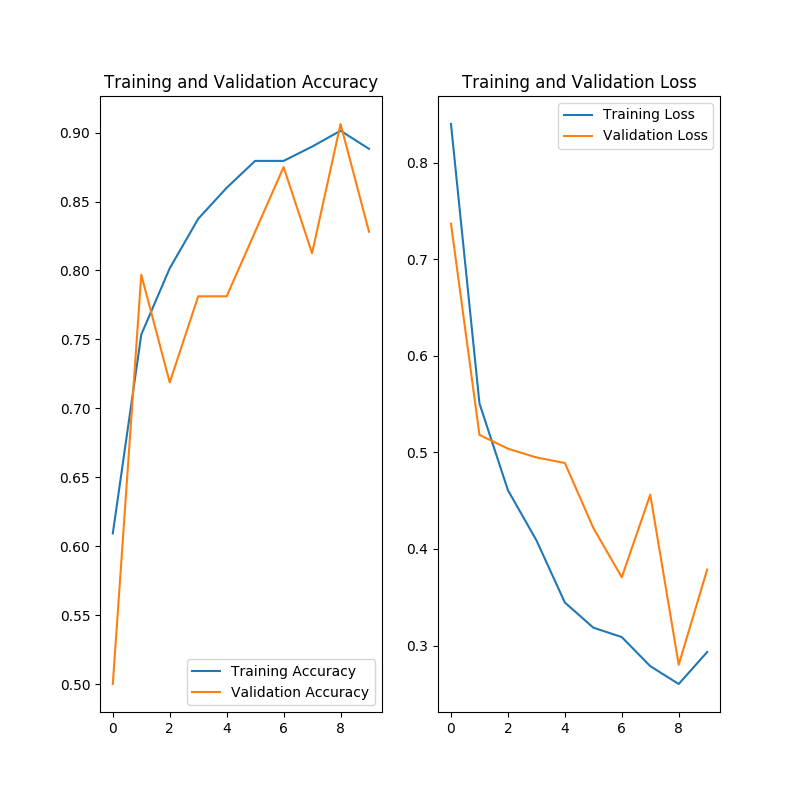 Training and Validation Accuracy
0.90
0.85
0.80
0.75
0.70
0.65
0.60
0.55
0.50
Training Accuracy
Validation Accuracy
0 2 4 6 8
Training and Validation Loss
Training Loss
Validation Loss
0.8
0.7
0.6
0.5
0.4
0.3
0 2 4 6 8